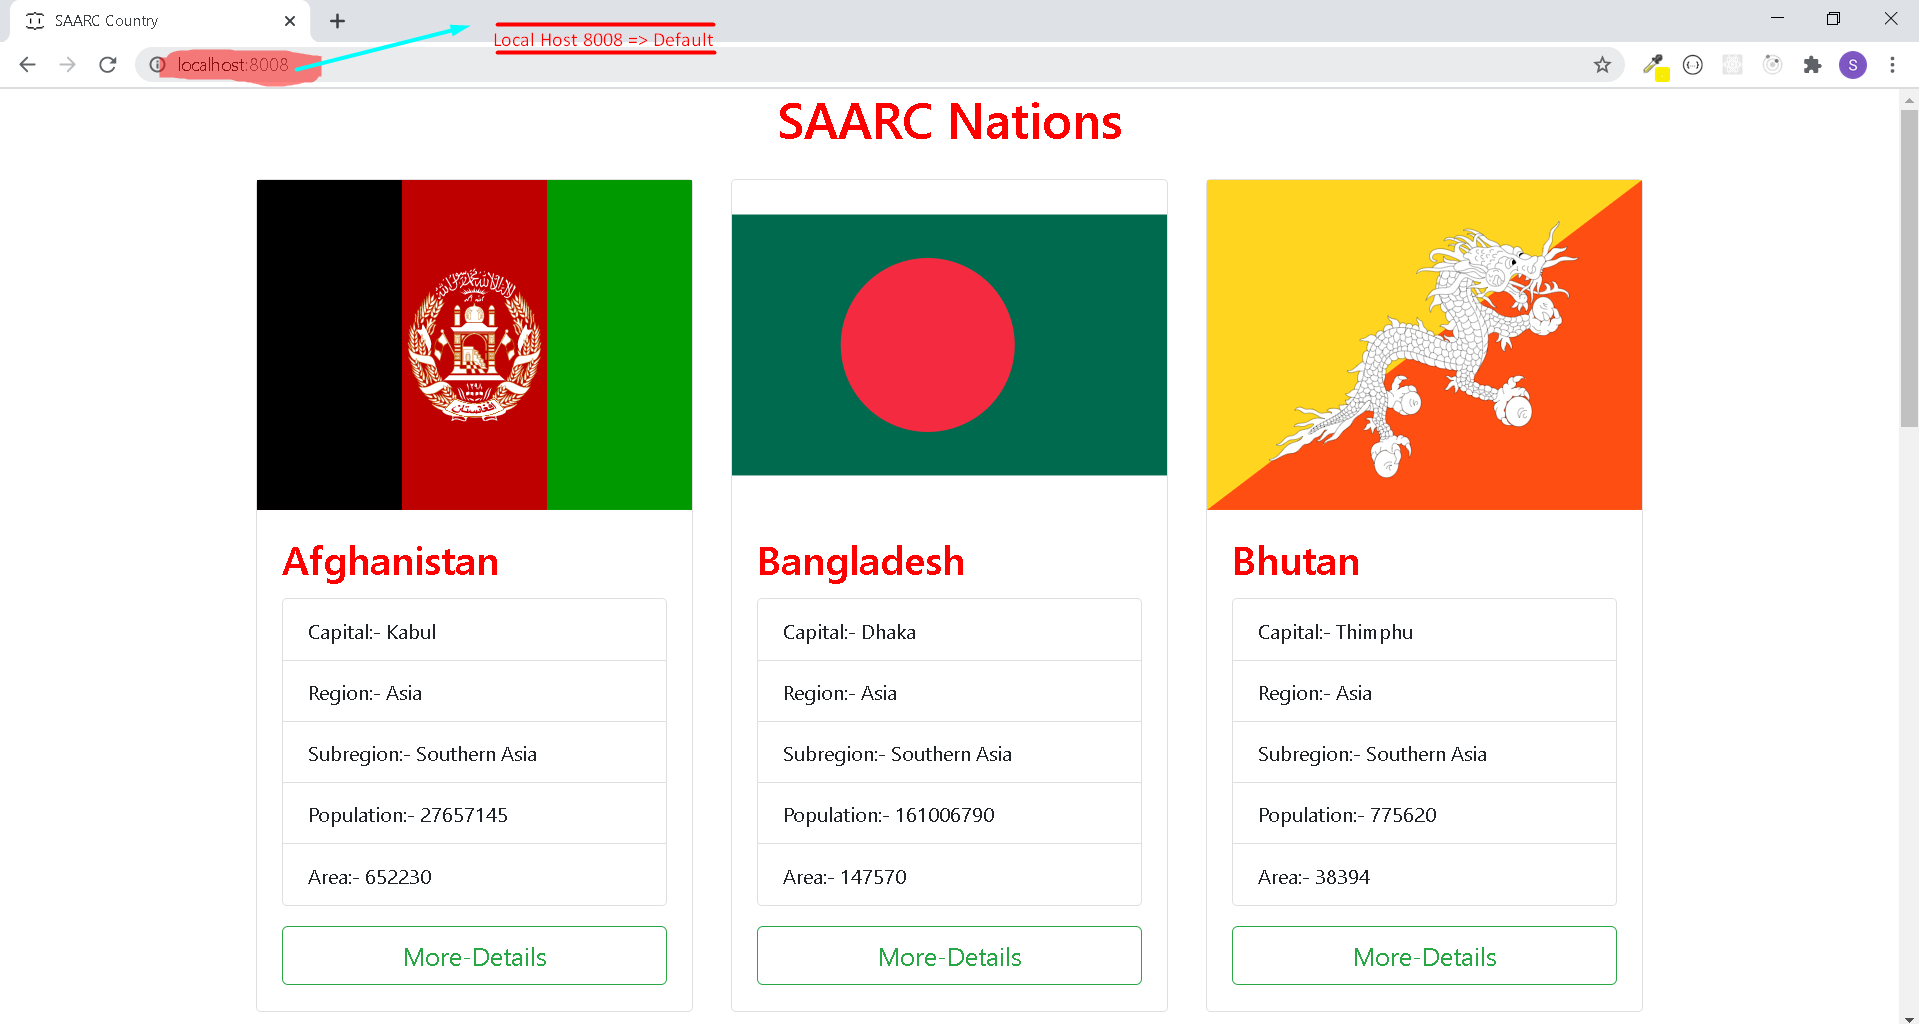 SAARC Country
Local Host 8008 => Default
localhost:8008
S
SAARC Nations
Afghanistan
Capital:- Kabul
Region:- Asia
Subregion:- Southern Asia
Population:- 27657145
Area:- 652230
More-Details
Bangladesh
Capital:- Dhaka
Region:- Asia
Subregion:- Southern Asia
Population:- 161006790
Area:- 147570
More-Details
Bhutan
Capital:- Thimphu
Region:- Asia
Subregion:- Southern Asia
Population:- 775620
Area:- 38394
More-Details